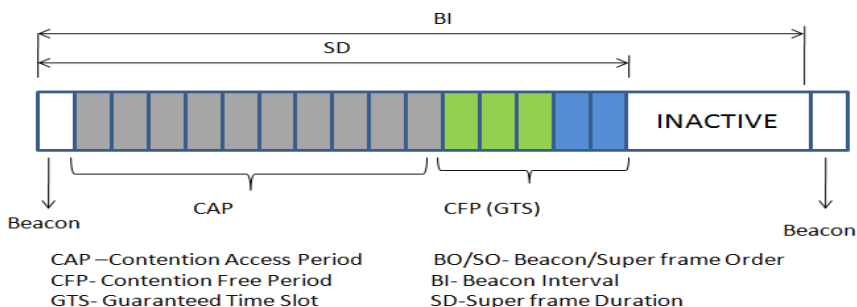 BI
SD
INACTIVE
CAP
CFP (GTS)
Beacon
Beacon
CAP –Contention Access Period
BO/SO- Beacon/Super frame Order
CFP- Contention Free Period
BI- Beacon Interval
GTS- Guaranteed Time Slot
SD-Super frame Duration